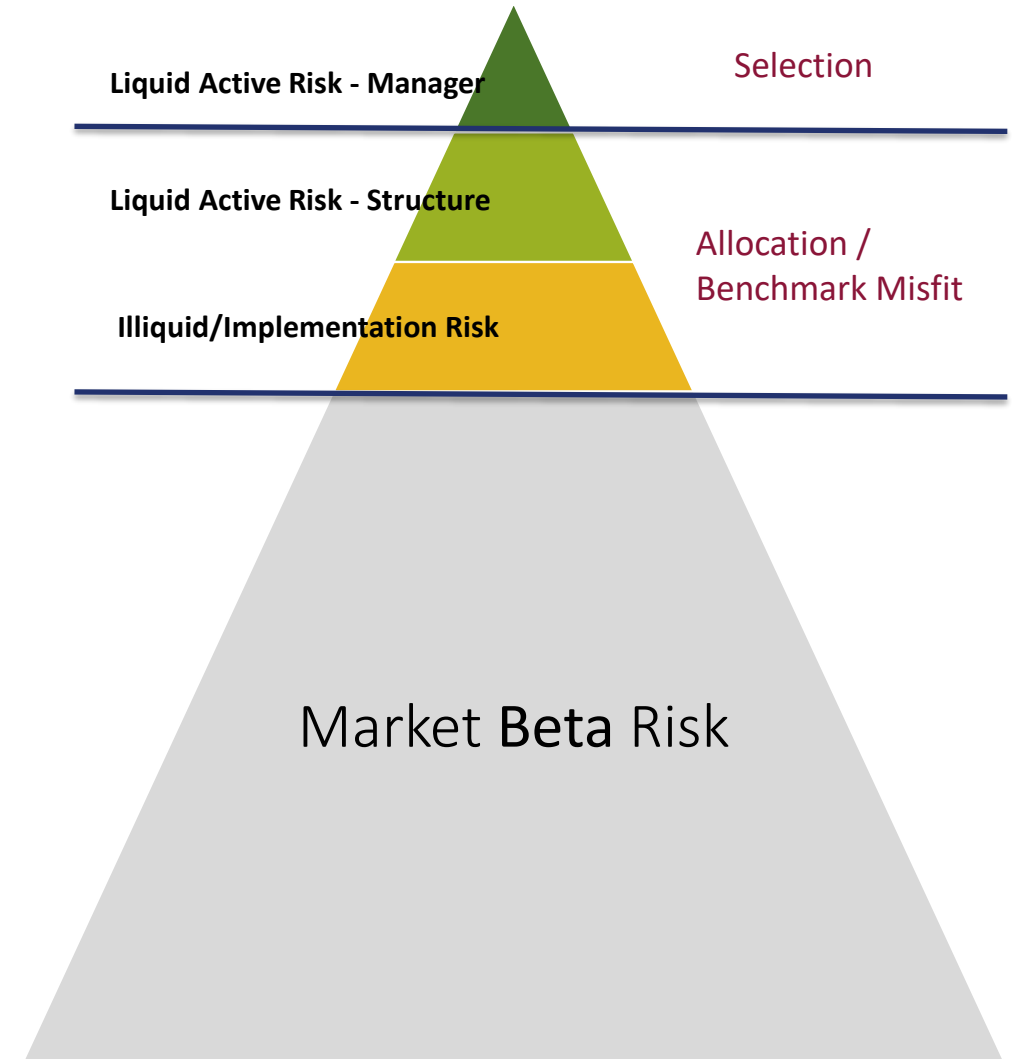 Liquid Active Risk - Manager
Selection
Liquid Active Risk - Structure
Allocation /
Benchmark Misfit
Illiquid/Implementation Risk
Market Beta Risk